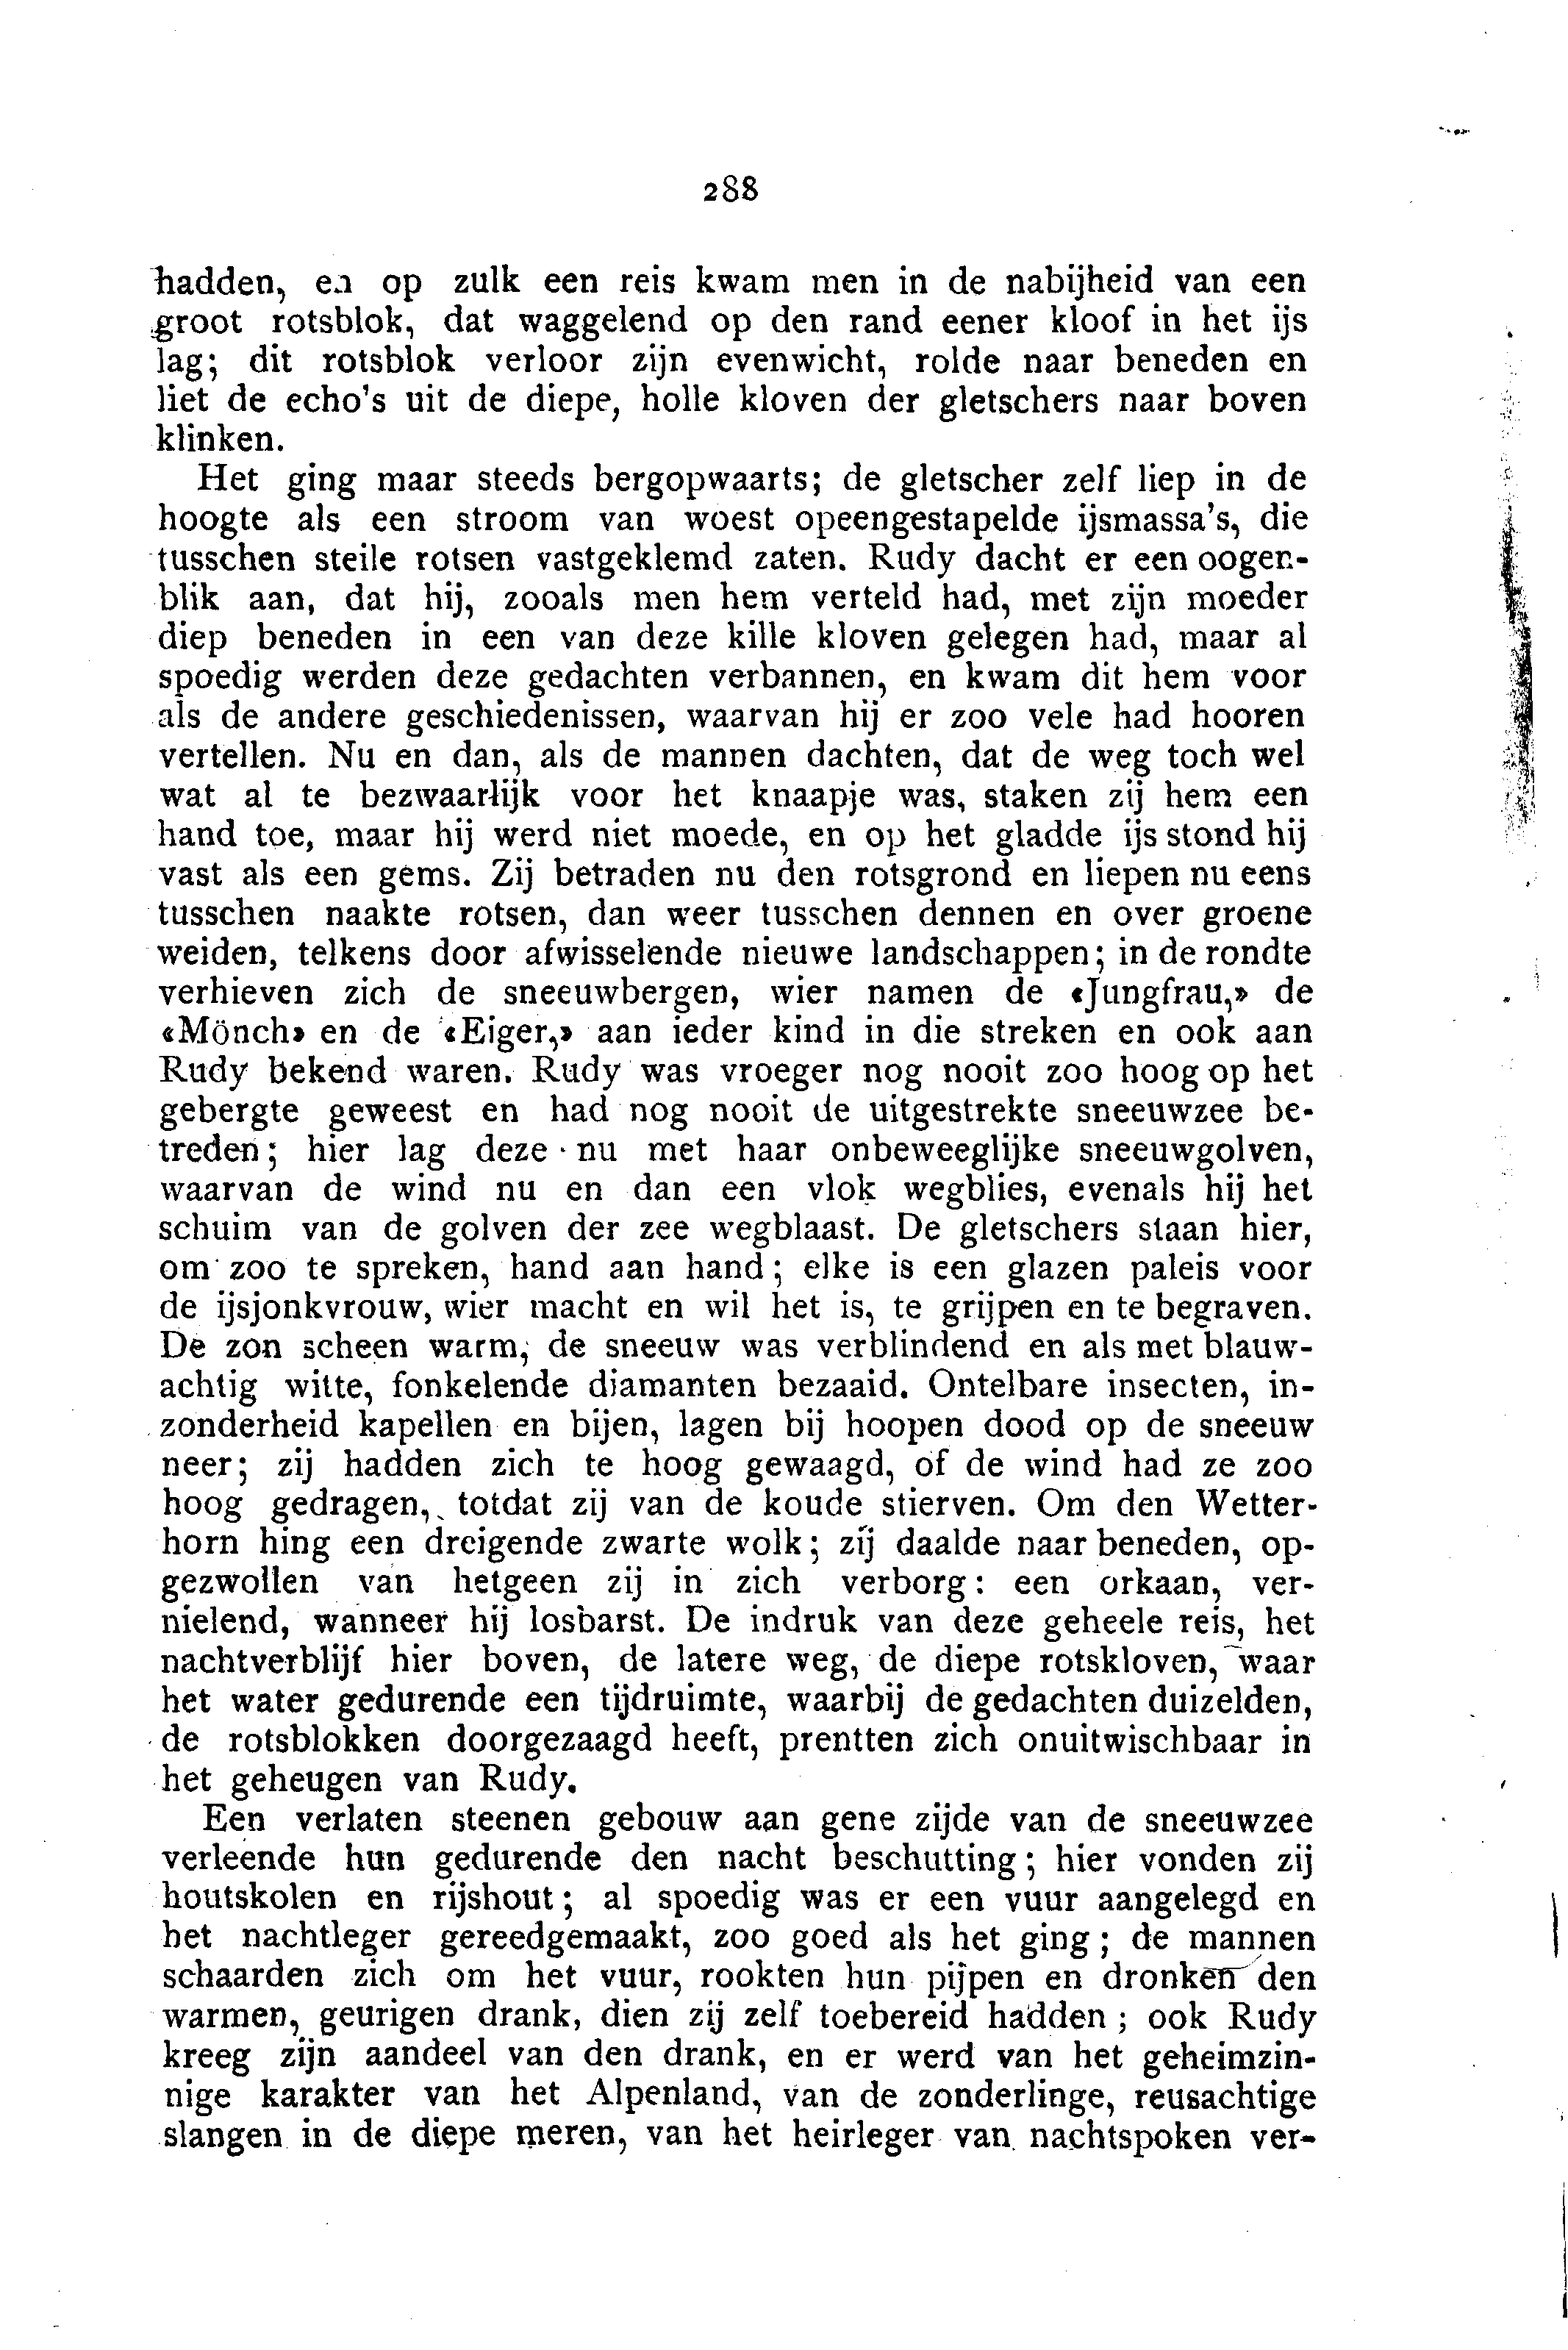 288
hadden, en op zulk een reis kwam men in de nabijheid van een
groot rotsblok, dat waggelend op den rand eener kloof in het ijs
lag; dit rotsblok verloor zijn evenwicht, rolde naar beneden en
liet de echo's uit de diepe, holle kloven der gletschers naar boven
klinken.
Het ging maar steeds bergopwaarts; de gletscher zelf liep in de
hoogte als een stroom van woest opeengestapelde ijsmassa's, die
tusschen steile rotsen vastgeklemd zaten. Rudy dacht er een oogen-
blik aan, dat hij, zooals men hem verteld had, met zijn moeder
diep beneden in een van deze kille kloven gelegen had, maar al
spoedig werden deze gedachten verbannen, en kwam dit hem voor
als de andere geschiedenissen, waarvan hij er zoo vele had hooren
vertellen. Nu en dan, als de mannen dachten, dat de weg toch wel
wat al te bezwaarlijk voor het knaapje was, staken zij hem een
hand toe, maar hij werd niet moede, en op het gladde ijs stond hij
vast als een gems. Zij betraden nu den rotsgrond en liepen nu eens
tusschen naakte rotsen, dan weer tusschen dennen en over groene
weiden, telkens door afwisselende nieuwe landschappen; in de rondte
verhieven zich de sneeuwbergen, wier namen de «Jungfrau,» de
«Mönch» en de «Eiger,» aan ieder kind in die streken en ook aan
Rudy bekend waren. Rudy was vroeger nog nooit zoo hoog op het
gebergte geweest en had nog nooit de uitgestrekte sneeuwzee be-
treden; hier lag deze nu met haar onbeweeglijke sneeuwgolven,
waarvan de wind nu en dan een vlok wegblies, evenals hij het
schuim van de golven der zee wegblaast. De gletschers staan hier,
om zoo te spreken, hand aan hand; elke is een glazen paleis voor
de ijsjonkvrouw, wier macht en wil het is, te grijpen en te begraven.
De zon scheen warm, de sneeuw was verblindend en als met blauw-
achtig witte, fonkelende diamanten bezaaid. Ontelbare insecten, in-
zonderheid kapellen en bijen, lagen bij hoopen dood op de sneeuw
neer; zij hadden zich te hoog gewaagd, of de wind had ze zoo
hoog gedragen, totdat zij van de koude stierven. Om den Wetter-
horn hing een dreigende zwarte wolk; zij daalde naar beneden, op-
gezwollen van hetgeen zij in zich verborg: een orkaan, ver-
nielend, wanneer hij losbarst. De indruk van deze geheele reis, het
nachtverblijf hier boven, de latere weg, de diepe rotskloven, waar
het water gedurende een tijdruimte, waarbij de gedachten duizelden,
de rotsblokken doorgezaagd heeft, prentten zich onuitwischbaar in
het geheugen van Rudy.
Een verlaten steenen gebouw aan gene zijde van de sneeuwzee
verleende hun gedurende den nacht beschutting; hier vonden zij
houtskolen en rijshout; al spoedig was er een vuur aangelegd en
het nachtleger gereedgemaakt, zoo goed als het ging; de mannen
schaarden zich om het vuur, rookten hun pijpen en dronken den
warmen, geurigen drank, dien zij zelf toebereid hadden; ook Rudy
kreeg zijn aandeel van den drank, en er werd van het geheimzin-
nige karakter van het Alpenland, van de zonderlinge, reusachtige
slangen in de diepe meren, van het heirleger van nachtspoken ver-